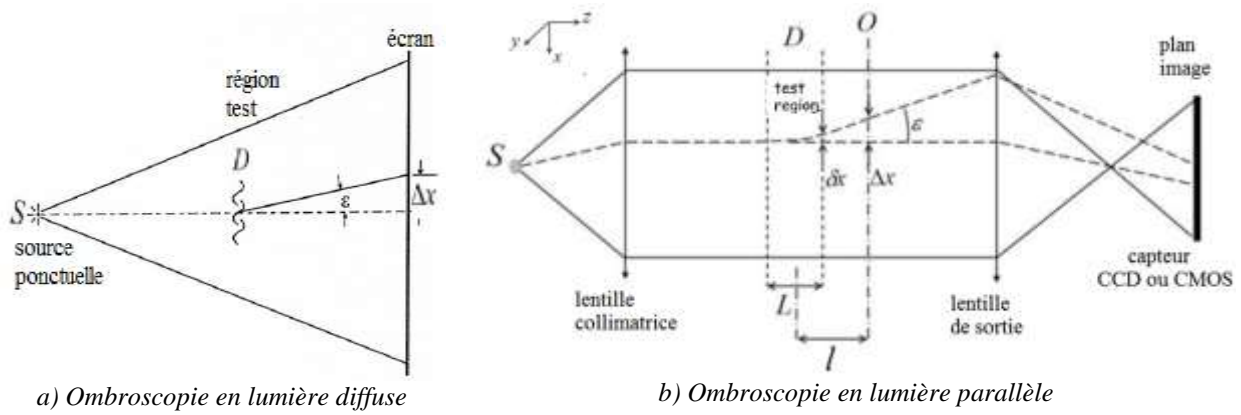 écran
région
test
D
S
ε
Δx
source
ponctuelle
a) Ombroscopie en lumière diffuse
z
y
x
D
O
plan
image
test
region
S
ε
δx
Δx
L
l
lentille
collimatrice
lentille
de sortie
capteur
CCD ou CMOS
b) Ombroscopie en lumière parallèle